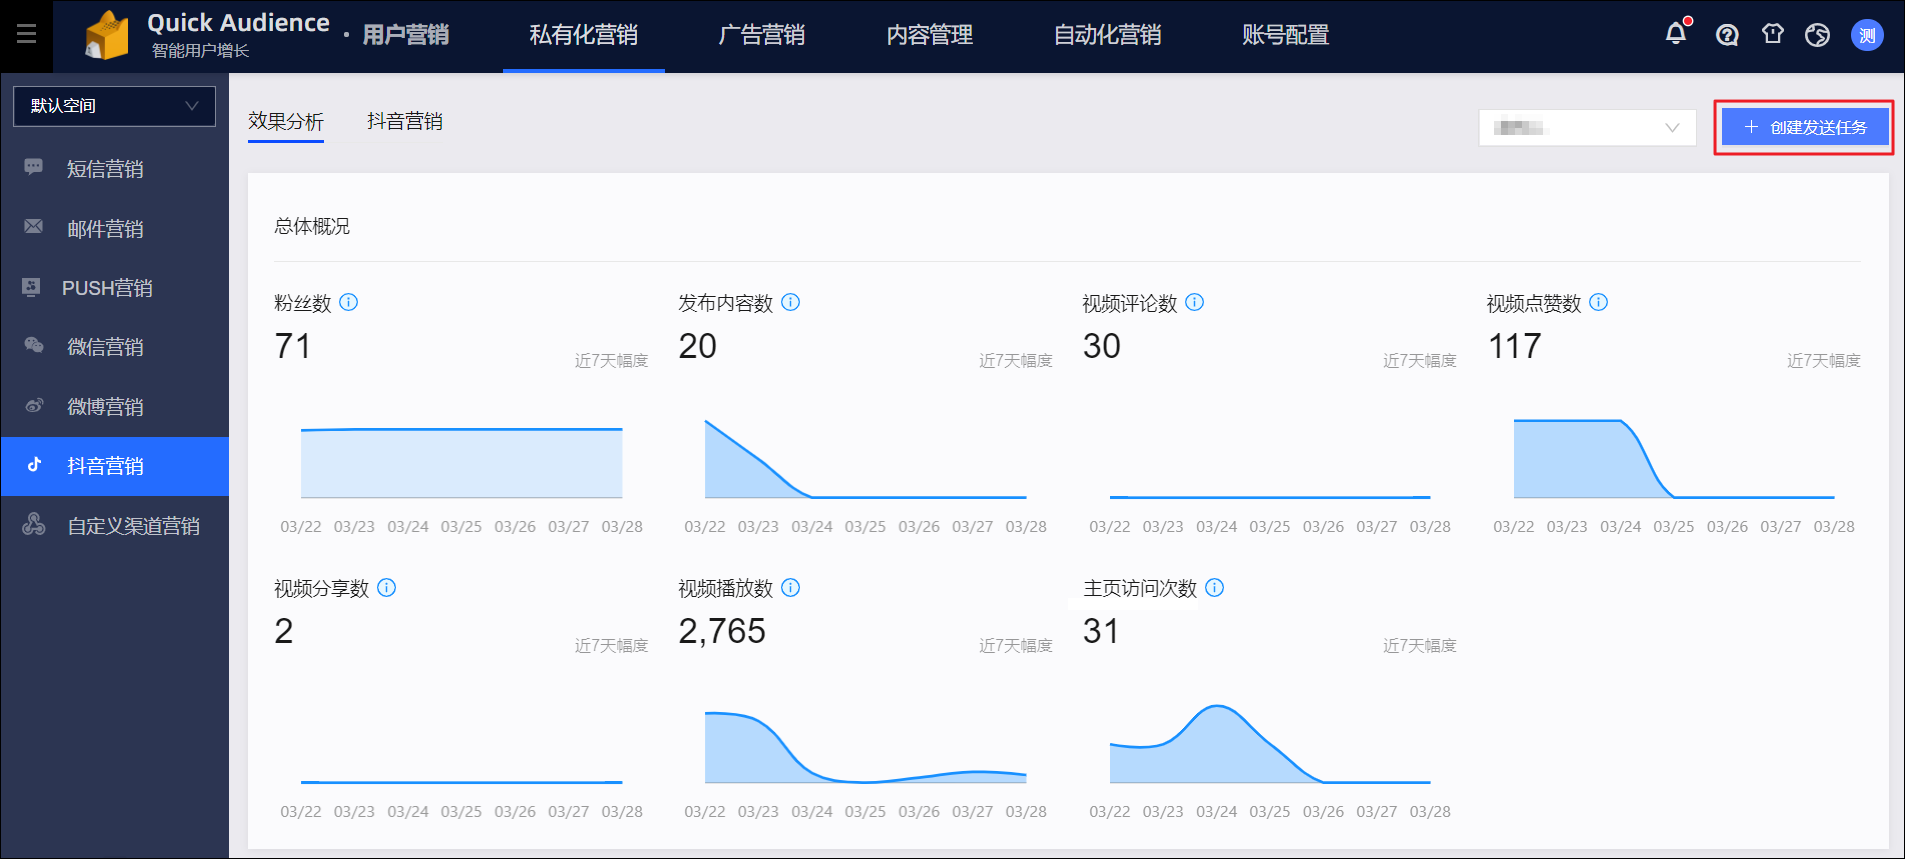 Quick Audience
智能用户增长
· 用户营销
私有化营销
广告营销
内容管理
自动化营销
账号配置
测
默认空间
短信营销
邮件营销
PUSH营销
微信营销
微博营销
抖音营销
自定义渠道营销
效果分析
抖音营销
+ 创建发送任务
总体概况
粉丝数
71
近7天幅度
03/22 03/23 03/24 03/25 03/26 03/27 03/28
发布内容数
20
近7天幅度
03/22 03/23 03/24 03/25 03/26 03/27 03/28
视频评论数
30
近7天幅度
03/22 03/23 03/24 03/25 03/26 03/27 03/28
视频点赞数
117
近7天幅度
03/22 03/23 03/24 03/25 03/26 03/27 03/28
视频分享数
2
近7天幅度
03/22 03/23 03/24 03/25 03/26 03/27 03/28
视频播放数
2,765
近7天幅度
03/22 03/23 03/24 03/25 03/26 03/27 03/28
主页访问次数
31
近7天幅度
03/22 03/23 03/24 03/25 03/26 03/27 03/28